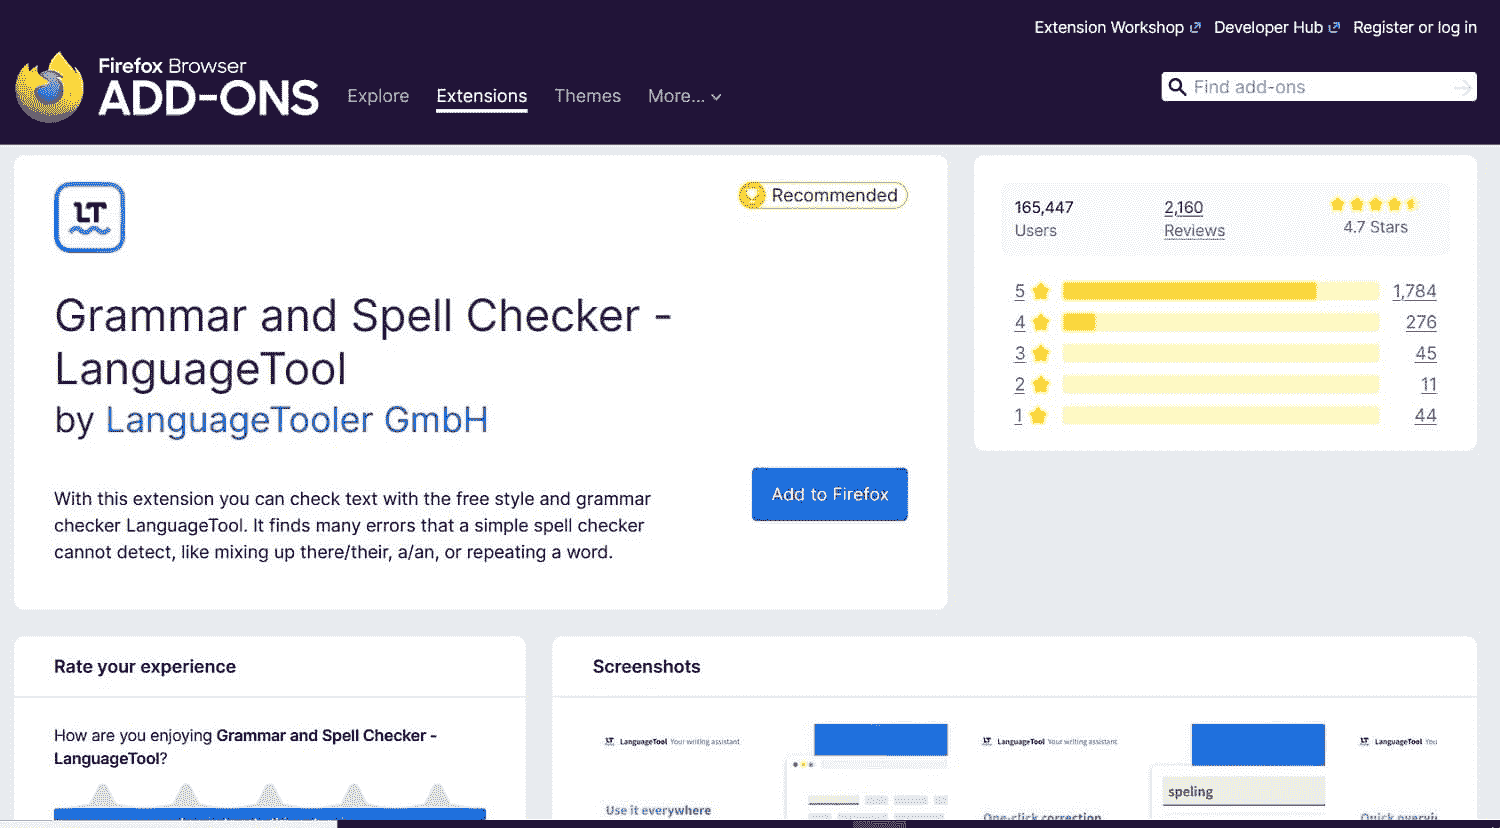 Extension Workshop Developer Hub Register or log in
Firefox Browser
ADD-ONS
Explore Extensions Themes More...
Find add-ons
LT
Recommended
Grammar and Spell Checker -
LanguageTool
by LanguageTooler GmbH
With this extension you can check text with the free style and grammar
checker LanguageTool. It finds many errors that a simple spell checker
cannot detect, like mixing up there/their, a/an, or repeating a word.
Add to Firefox
165,447 2,160
Users Reviews 4.7 Stars
5 1,784
4 276
3 45
2 11
1 44
Rate your experience
How are you enjoying Grammar and Spell Checker -
LanguageTool?
Screenshots
LT LanguageTool Your writing assistant
Use it everywhere
LT LanguageTool Your writing assistant
speling
One-click correction
LT LanguageTool You